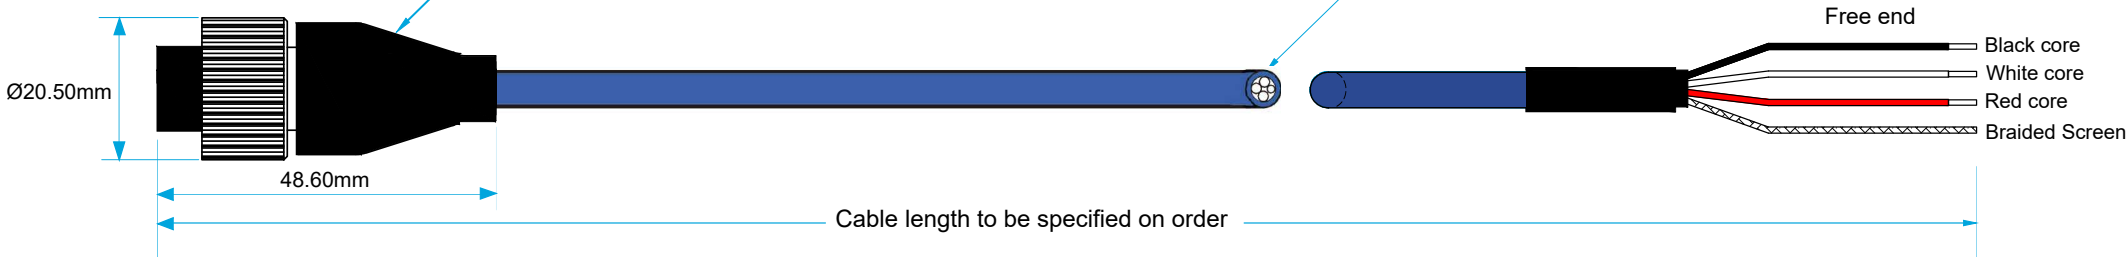 Free end
Black core
White core
Red core
Braided Screen
Ø20.50mm
48.60mm
Cable length to be specified on order